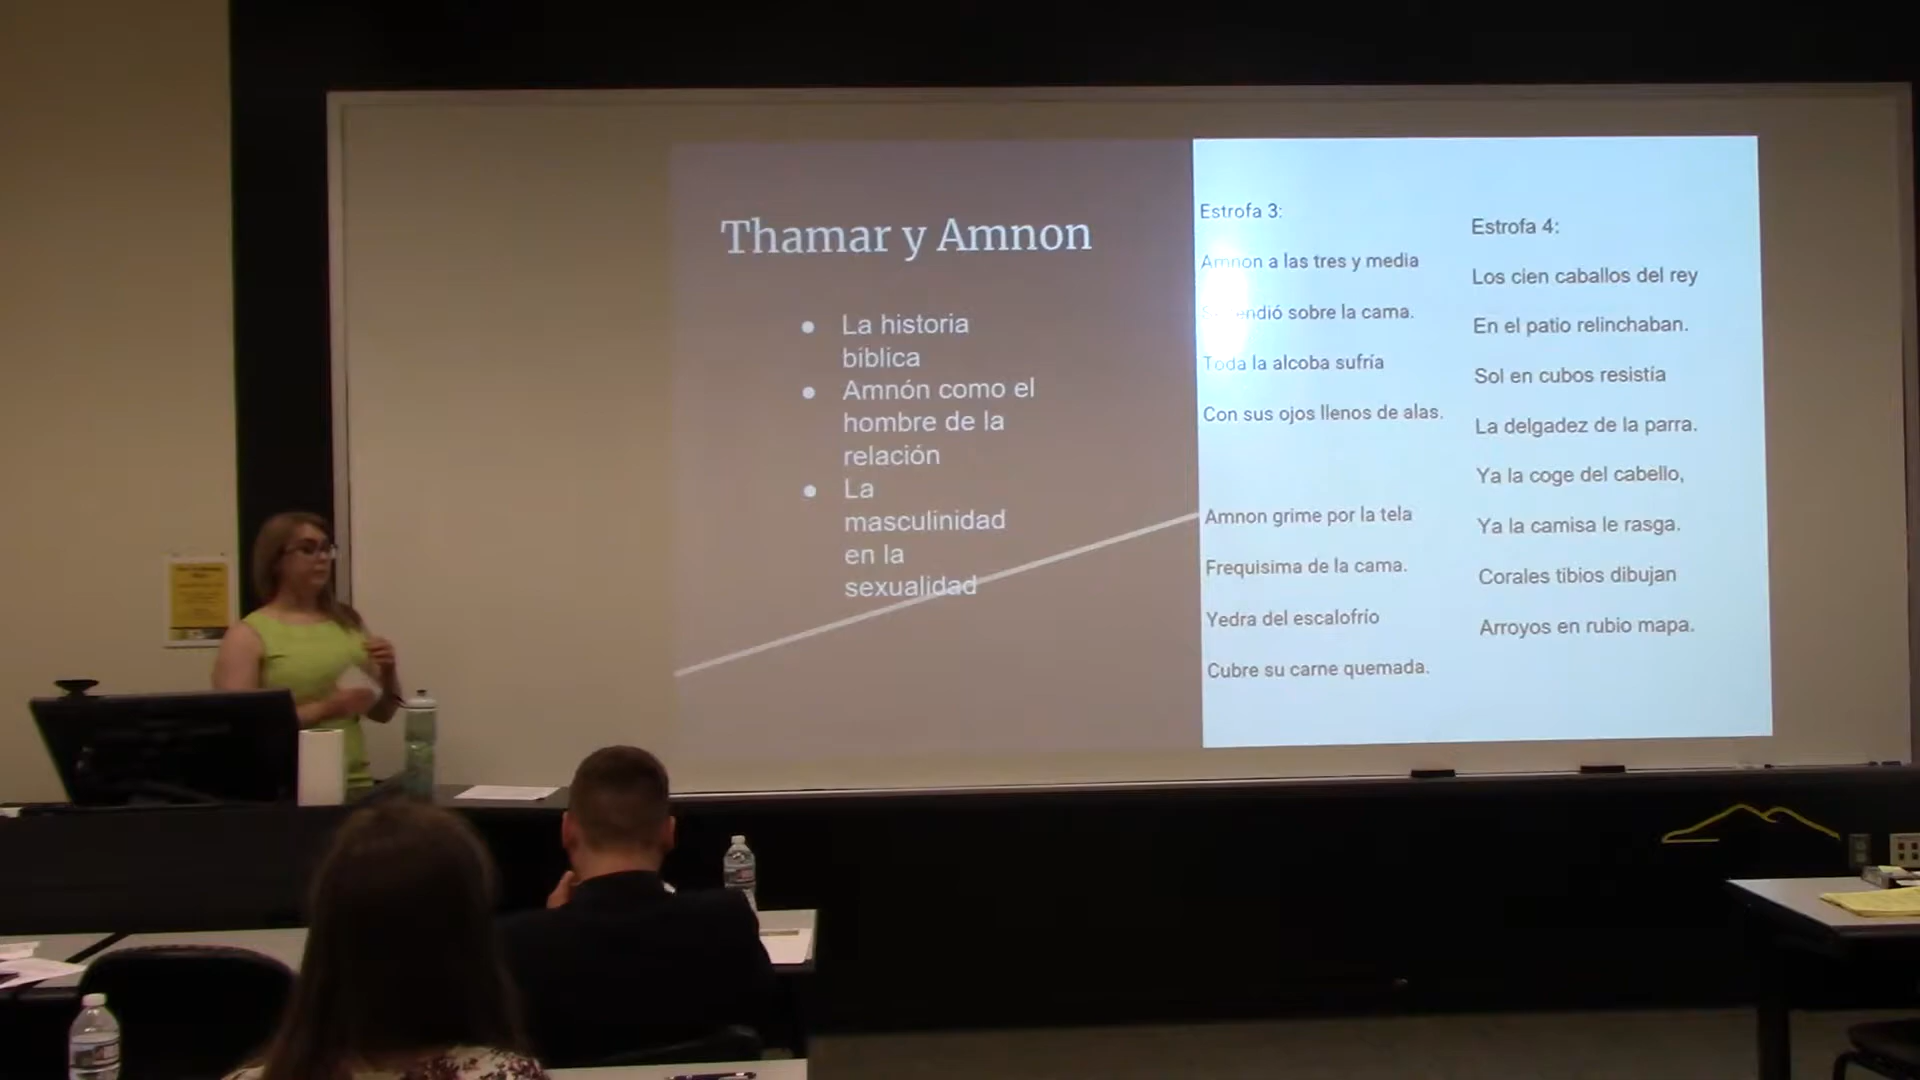 Thamar y Amnon
● La historia
bíblica
● Amnón como el
hombre de la
relación
● La
masculinidad
en la
sexualidad
Estrofa 3:
Amnon a las tres y media
sobre la cama.
Toda la alcoba sufría
Con sus ojos llenos de alas.
Amnon grime por la tela
Frequisima de la cama.
Yedra del escalofrío
Cubre su carne quemada.
Estrofa 4:
Los cien caballos del rey
En el patio relinchaban.
Sol en cubos resistía
La delgadez de la parra.
Ya la coge del cabello,
Ya la camisa le rasga.
Corales tibios dibujan
Arroyos en rubio mapa.